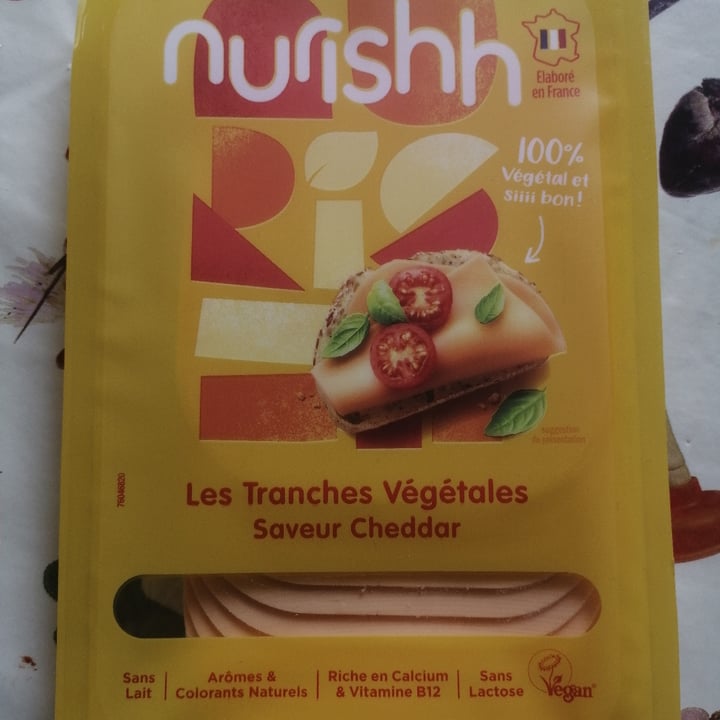 nurishh
Elaboré
en France
100%
Végétal et
siiii bon!
suggestion
de présentation
76046820
Les Tranches Végétales
Saveur Cheddar
Sans
Lait
Arômes &
Colorants Naturels
Riche en Calcium
& Vitamine B12
Sans
Lactose
Vegan